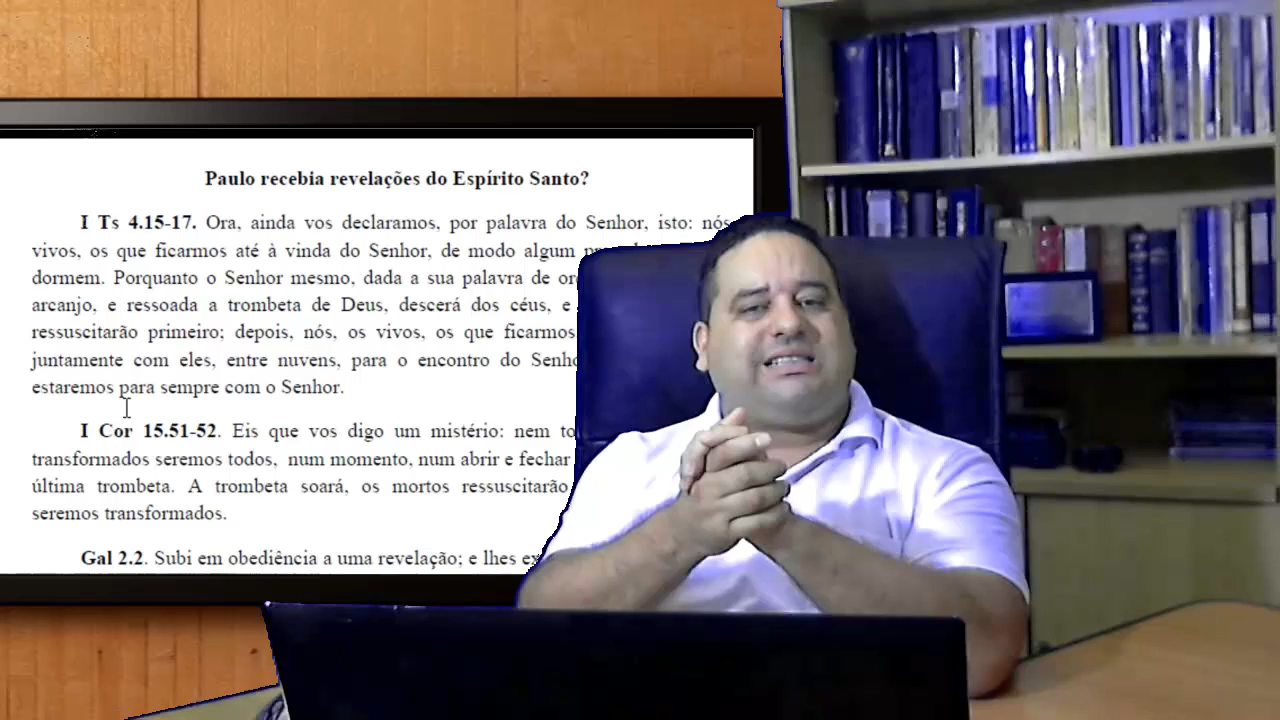 Paulo recebia revelações do Espírito Santo?
I Ts 4.15-17. Ora, ainda vos declaramos, por palavra do Senhor, isto: nós
vivos, os que ficarmos até à vinda do Senhor, de modo algum
dormem. Porquanto o Senhor mesmo, dada a sua palavra de
arcanjo, e ressoada a trombeta de Deus, descerá dos céus, e
ressuscitarão primeiro; depois, nós, os vivos, os que ficarmos
juntamente com eles, entre nuvens, para o encontro do
estaremos para sempre com o Senhor.
I Cor 15.51-52. Eis que vos digo um mistério: nem
transformados seremos todos, num momento, num abrir e fechar
última trombeta. A trombeta soará, os mortos ressuscitarão
seremos transformados.
Gal 2.2. Subi em obediência a uma revelação; e lhes